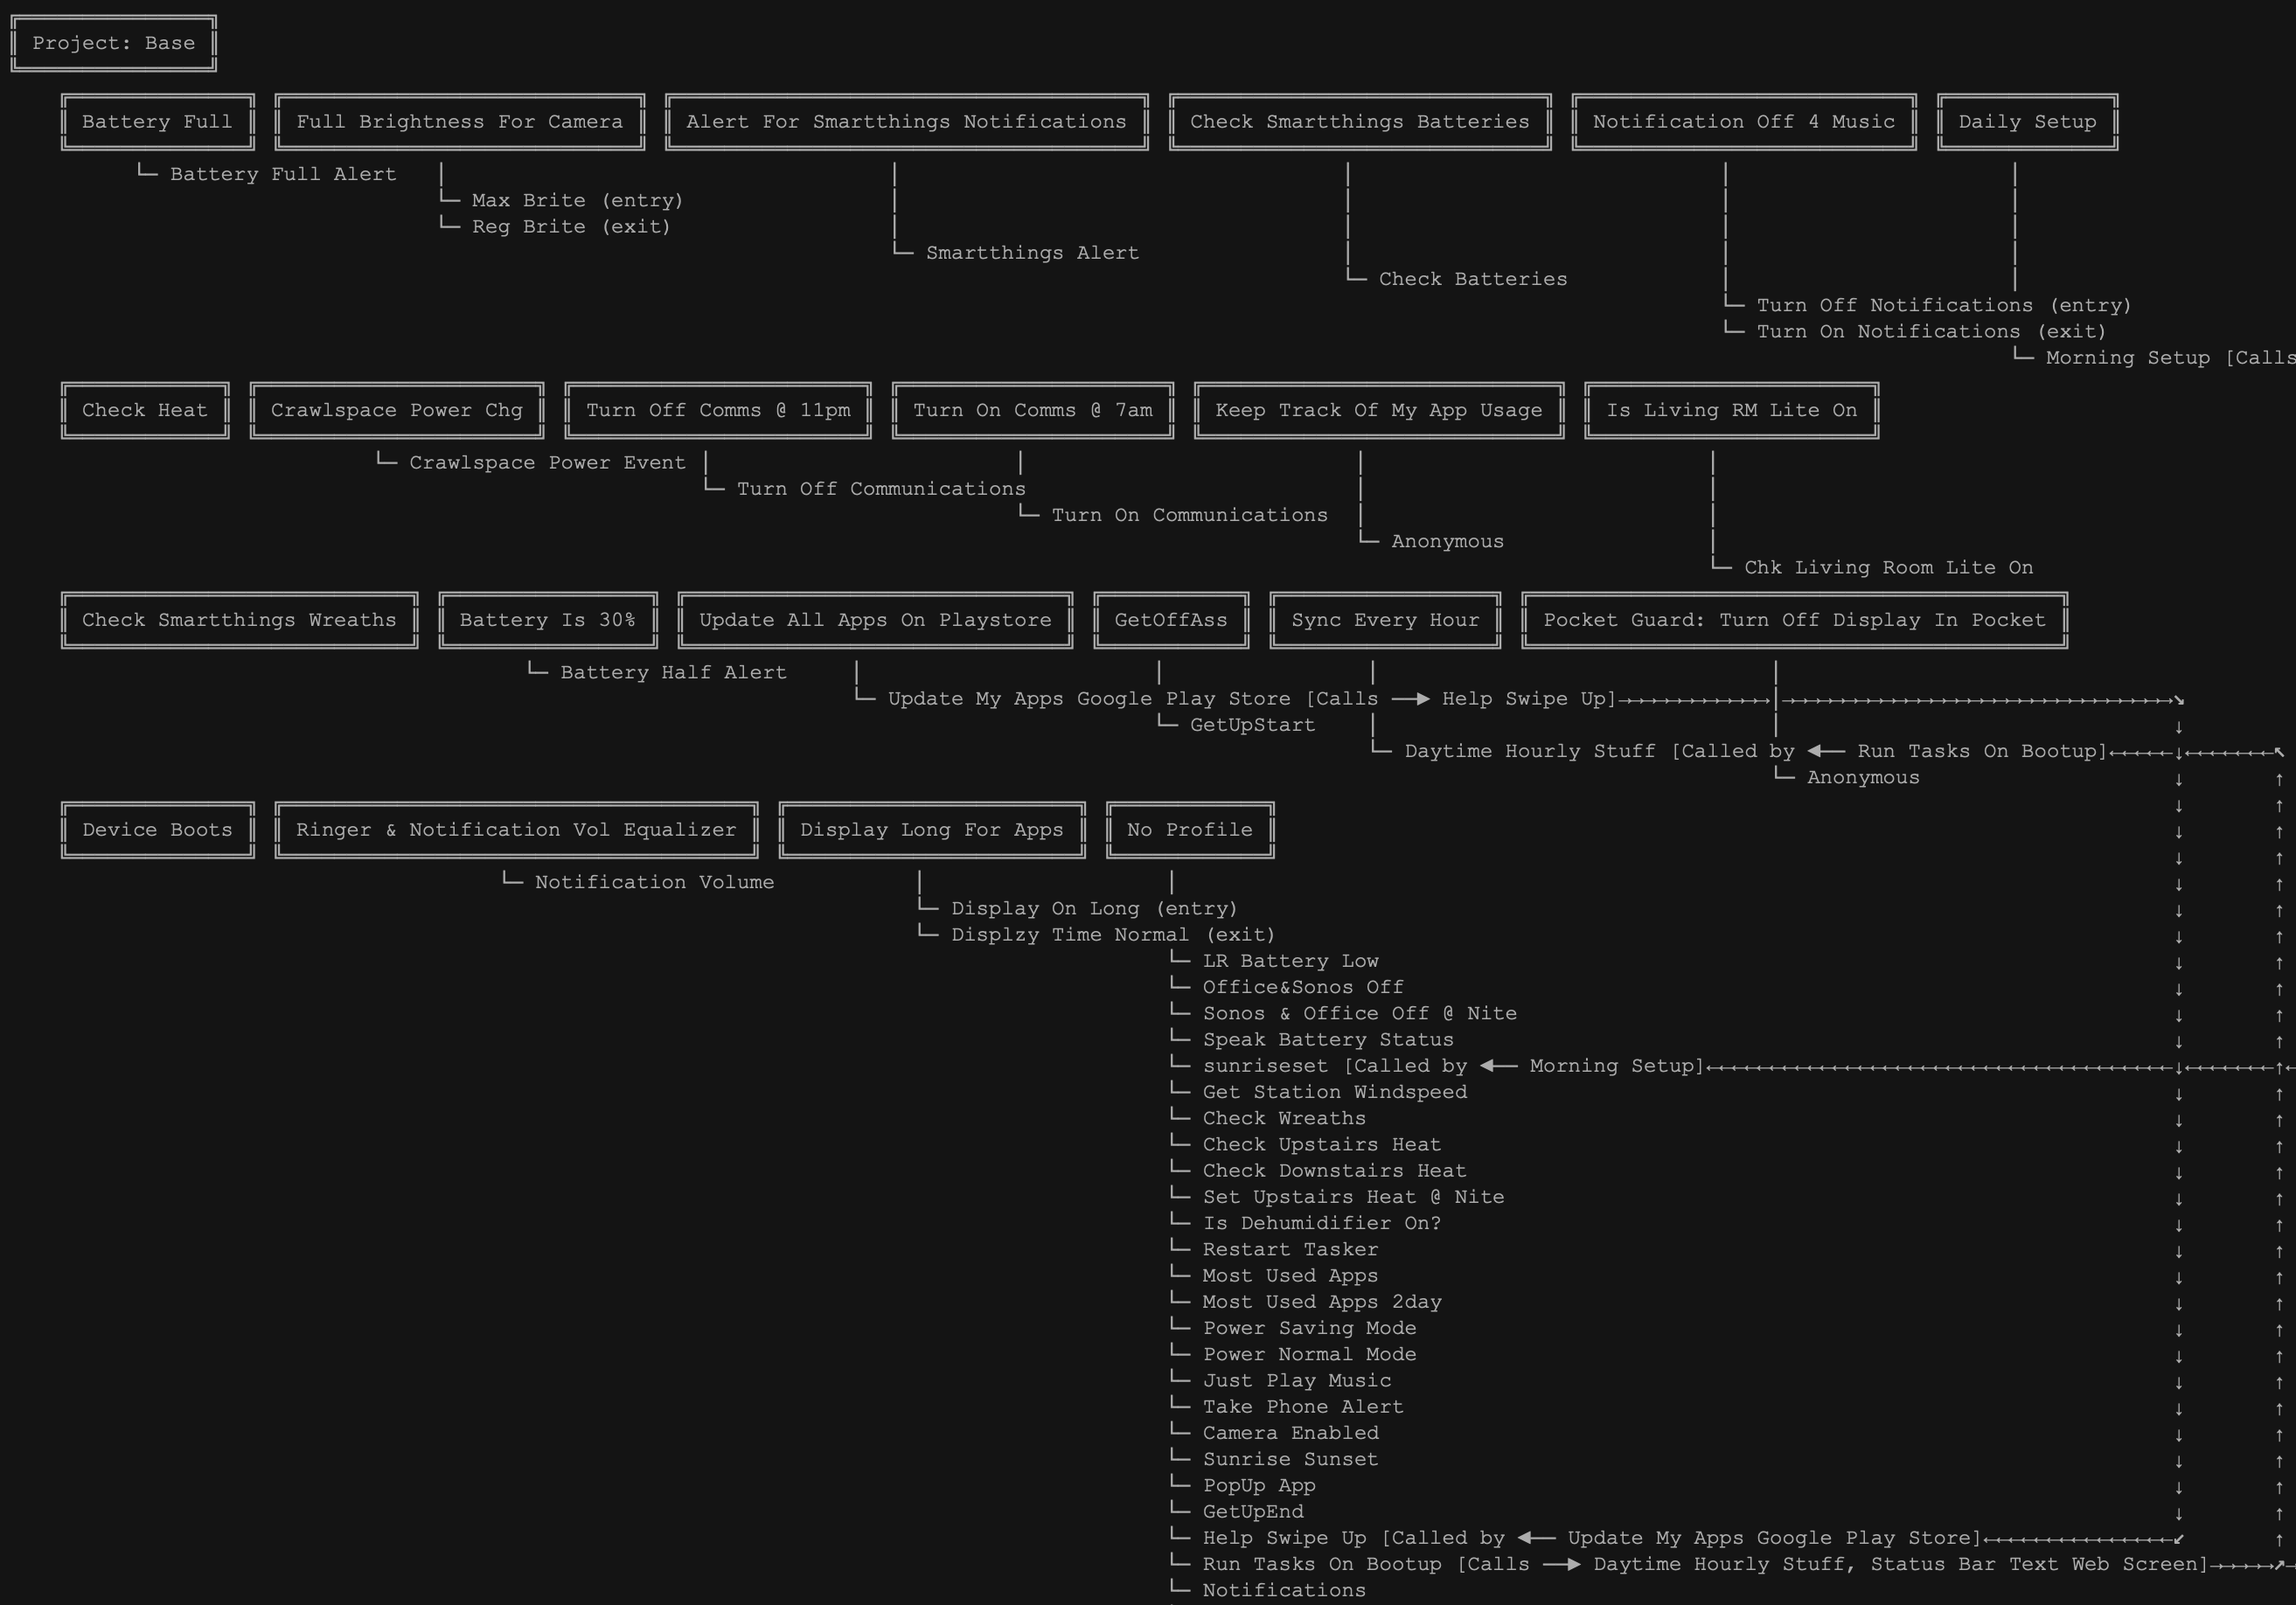 Project: Base
Battery Full Full Brightness For Camera Alert For Smartthings Notifications Check Smartthings Batteries Notification Off 4 Music Daily Setup
└─ Battery Full Alert
└─ Max Brite (entry)
└─ Reg Brite (exit)
└─ Smartthings Alert
└─ Check Batteries
└─ Turn Off Notifications (entry)
└─ Turn On Notifications (exit)
└─ Morning Setup [Calls
Check Heat Crawlspace Power Chg Turn Off Comms @ 11pm Turn On Comms @ 7am Keep Track Of My App Usage Is Living RM Lite On
└─ Crawlspace Power Event
└─ Turn Off Communications
└─ Turn On Communications
└─ Anonymous
└─ Chk Living Room Lite On
Check Smartthings Wreaths Battery Is 30% Update All Apps On Playstore GetOffAss Sync Every Hour Pocket Guard: Turn Off Display In Pocket
└─ Battery Half Alert
└─ Update My Apps Google Play Store [Calls ──▶ Help Swipe Up]
└─ GetUpStart
└─ Daytime Hourly Stuff [Called by ◄── Run Tasks On Bootup]
└─ Anonymous
Device Boots Ringer & Notification Vol Equalizer Display Long For Apps No Profile
└─ Notification Volume
└─ Display On Long (entry)
└─ Displzy Time Normal (exit)
└─ LR Battery Low
└─ Office&Sonos Off
└─ Sonos & Office Off @ Nite
└─ Speak Battery Status
└─ sunriseset [Called by ◄── Morning Setup]
└─ Get Station Windspeed
└─ Check Wreaths
└─ Check Upstairs Heat
└─ Check Downstairs Heat
└─ Set Upstairs Heat @ Nite
└─ Is Dehumidifier On?
└─ Restart Tasker
└─ Most Used Apps
└─ Most Used Apps 2day
└─ Power Saving Mode
└─ Power Normal Mode
└─ Just Play Music
└─ Take Phone Alert
└─ Camera Enabled
└─ Sunrise Sunset
└─ PopUp App
└─ GetUpEnd
└─ Help Swipe Up [Called by ◄── Update My Apps Google Play Store]
└─ Run Tasks On Bootup [Calls ──▶ Daytime Hourly Stuff, Status Bar Text Web Screen]
└─ Notifications